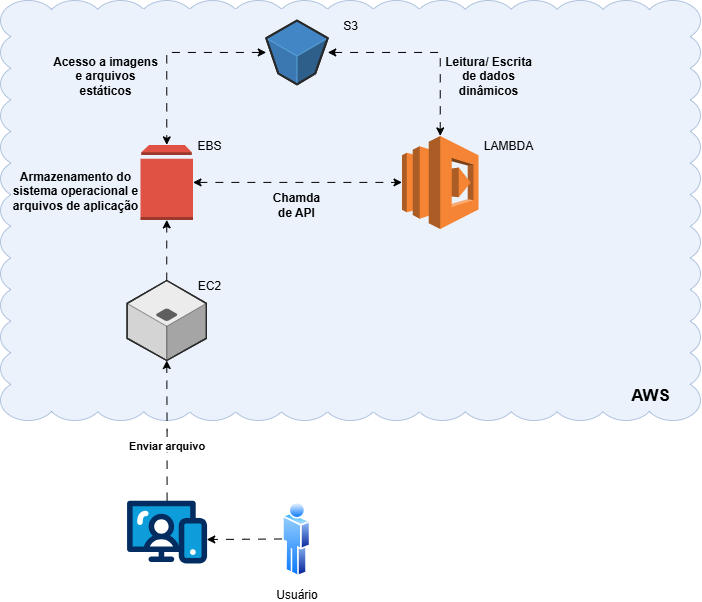 S3
Acesso a imagens
e arquivos
estáticos
Leitura/ Escrita
de dados
dinâmicos
EBS
LAMBDA
Armazenamento do
sistema operacional e
arquivos de aplicação
Chamda
de API
EC2
AWS
Enviar arquivo
Usuário